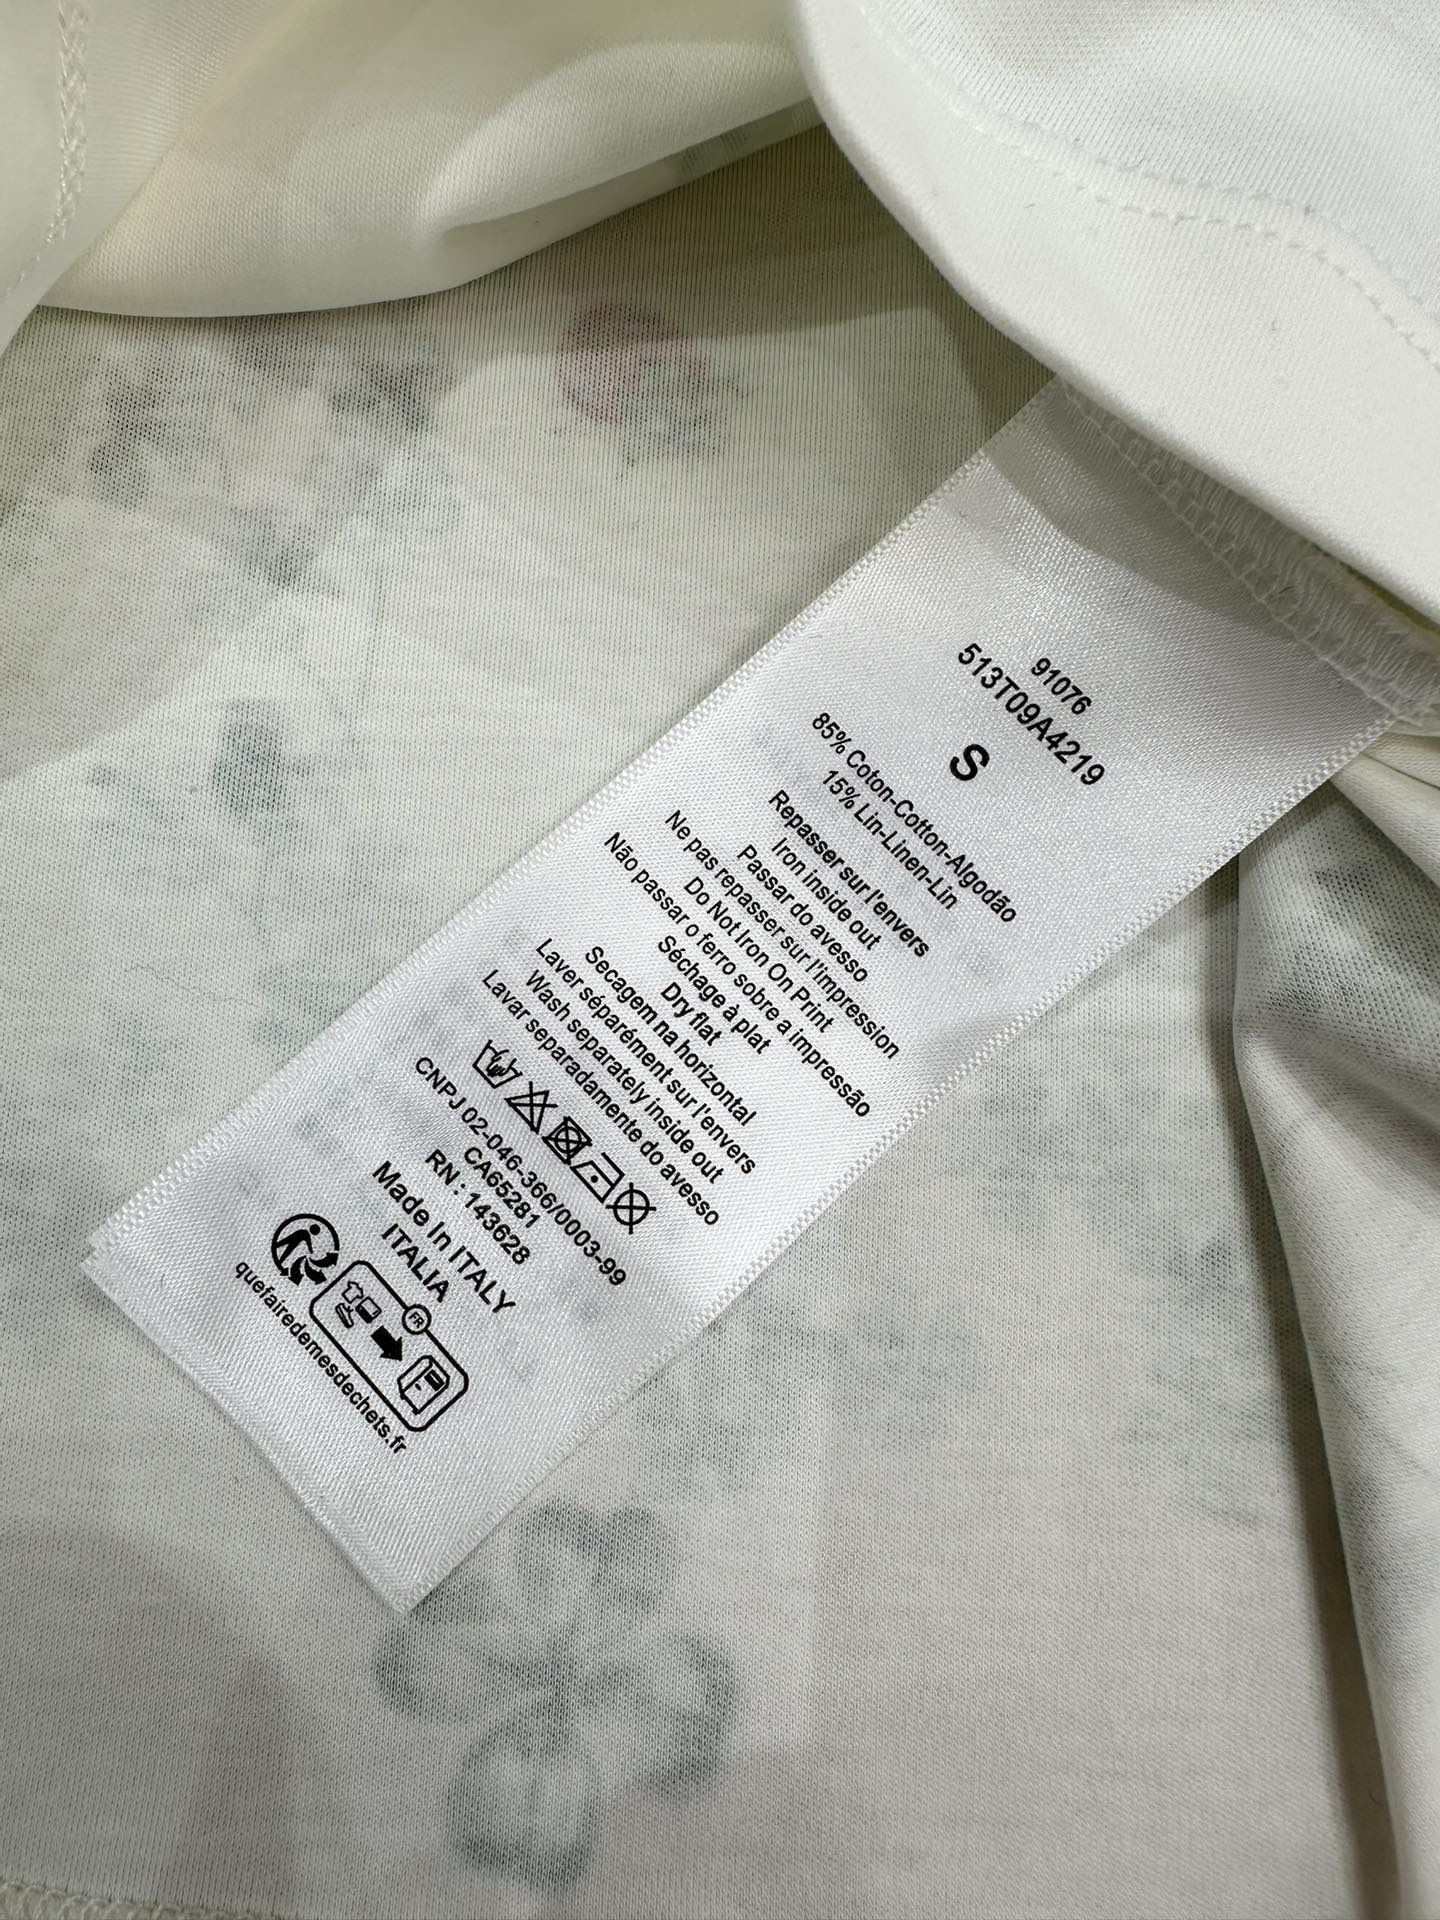 91076
513T09A4219
S
85% Coton-Cotton-Algodão
15% Lin-Linen-Lin
Repasser sur l'envers
Iron inside out
Passar do avesso
Ne pas repasser sur l'impression
Do Not Iron On Print
Não passar o ferro sobre a impressão
Séchage à plat
Dry flat
Secagem na horizontal
Laver séparément sur l'envers
Wash separately inside out
Lavar separadamente do avesso
CNPJ 02-046-366/0003-99
CA65281
RN : 143628
Made In ITALY
ITALIA
FR
quefairedemesdechets.fr